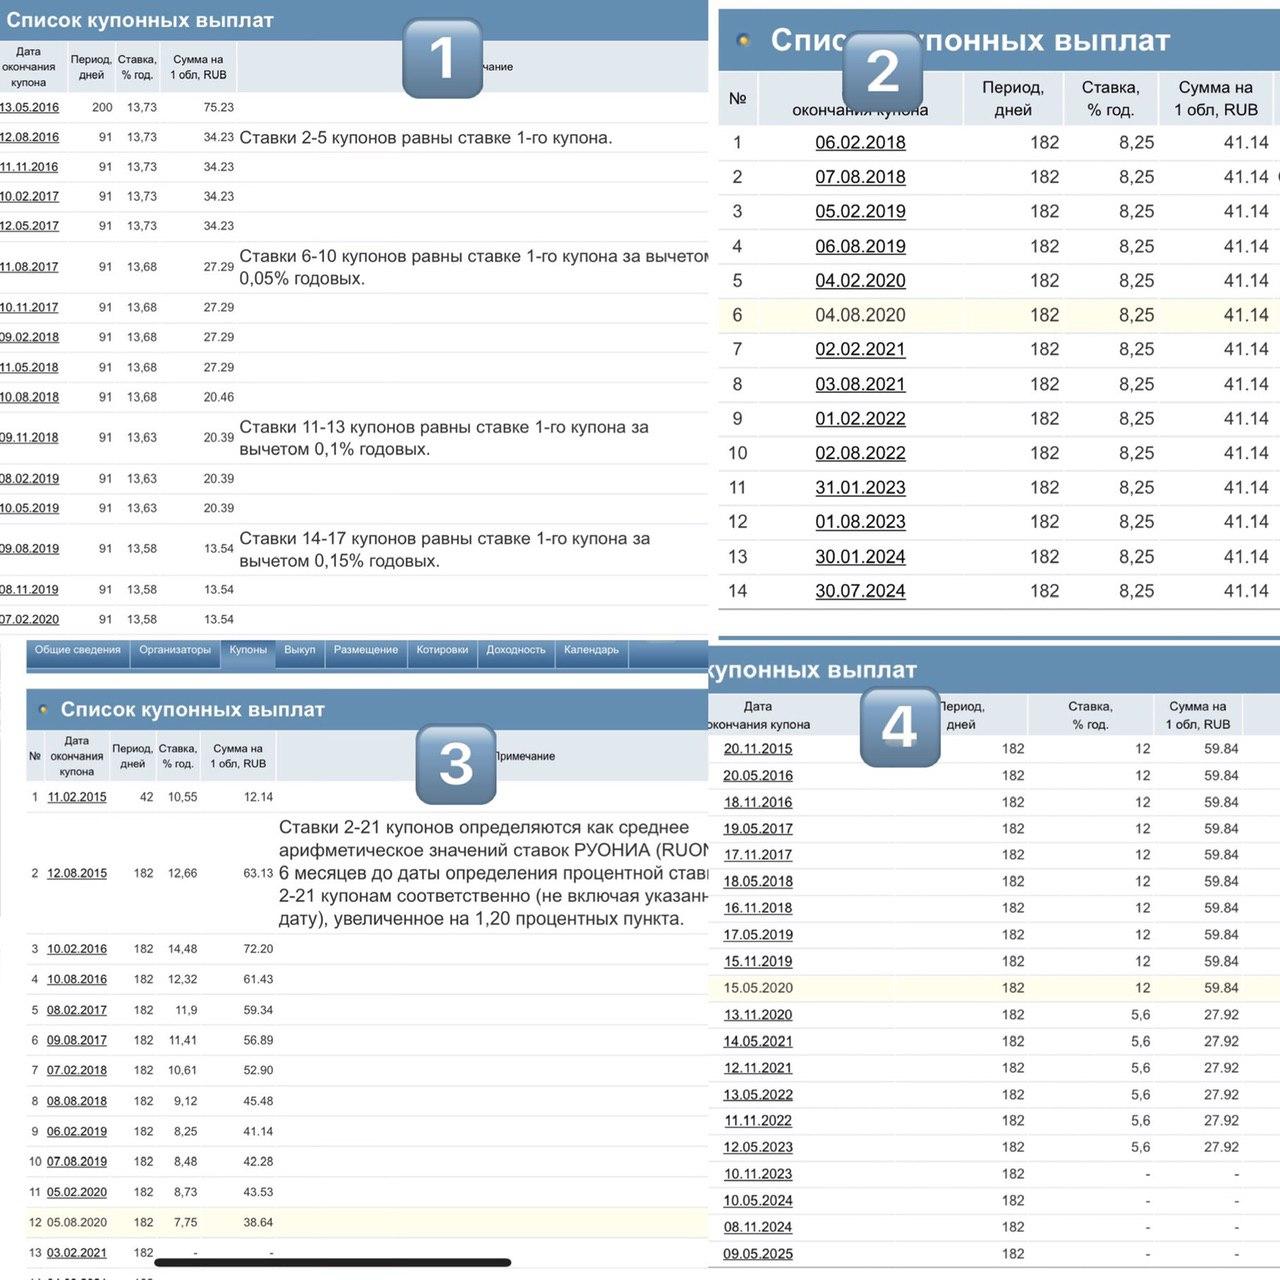 Список купонных выплат
1
Дата окончания купона Период, дней Ставка, % год. Сумма на 1 обл, RUB
13.05.2016 200 13,73 75.23
12.08.2016 91 13,73 34.23 Ставки 2-5 купонов равны ставке 1-го купона.
11.11.2016 91 13,73 34.23
10.02.2017 91 13,73 34.23
12.05.2017 91 13,73 34.23
11.08.2017 91 13,68 27.29 Ставки 6-10 купонов равны ставке 1-го купона за вычетом
0,05% годовых.
10.11.2017 91 13,68 27.29
09.02.2018 91 13,68 27.29
11.05.2018 91 13,68 27.29
10.08.2018 91 13,68 20.46
09.11.2018 91 13,63 20.39 Ставки 11-13 купонов равны ставке 1-го купона за
вычетом 0,1% годовых.
08.02.2019 91 13,63 20.39
10.05.2019 91 13,63 20.39
09.08.2019 91 13,58 13.54 Ставки 14-17 купонов равны ставке 1-го купона за
вычетом 0,15% годовых.
08.11.2019 91 13,58 13.54
07.02.2020 91 13,58 13.54
выплат
2
№ окончания купона Период, дней Ставка, % год. Сумма на 1 обл, RUB
1 06.02.2018 182 8,25 41.14
2 07.08.2018 182 8,25 41.14
3 05.02.2019 182 8,25 41.14
4 06.08.2019 182 8,25 41.14
5 04.02.2020 182 8,25 41.14
6 04.08.2020 182 8,25 41.14
7 02.02.2021 182 8,25 41.14
8 03.08.2021 182 8,25 41.14
9 01.02.2022 182 8,25 41.14
10 02.08.2022 182 8,25 41.14
11 31.01.2023 182 8,25 41.14
12 01.08.2023 182 8,25 41.14
13 30.01.2024 182 8,25 41.14
14 30.07.2024 182 8,25 41.14
Общие сведения Организаторы Купоны Выкуп Размещение Котировки Доходность Календарь
Список купонных выплат
3
№ Дата окончания купона Период, дней Ставка, % год. Сумма на 1 обл, RUB Примечание
1 11.02.2015 42 10,55 12.14
Ставки 2-21 купонов определяются как среднее
арифметическое значений ставок РУОНИА
2 12.08.2015 182 12,66 63.13 6 месяцев до даты определения процентной
2-21 купонам соответственно (не включая
дату), увеличенное на 1,20 процентных пункта.
3 10.02.2016 182 14,48 72.20
4 10.08.2016 182 12,32 61.43
5 08.02.2017 182 11,9 59.34
6 09.08.2017 182 11,41 56.89
7 07.02.2018 182 10,61 52.90
8 08.08.2018 182 9,12 45.48
9 06.02.2019 182 8,25 41.14
10 07.08.2019 182 8,48 42.28
11 05.02.2020 182 8,73 43.53
12 05.08.2020 182 7,75 38.64
13 03.02.2021 182 - -
купонных выплат
4
Дата окончания купона Период, дней Ставка, % год. Сумма на 1 обл, RUB
20.11.2015 182 12 59.84
20.05.2016 182 12 59.84
18.11.2016 182 12 59.84
19.05.2017 182 12 59.84
17.11.2017 182 12 59.84
18.05.2018 182 12 59.84
16.11.2018 182 12 59.84
17.05.2019 182 12 59.84
15.11.2019 182 12 59.84
15.05.2020 182 12 59.84
13.11.2020 182 5,6 27.92
14.05.2021 182 5,6 27.92
12.11.2021 182 5,6 27.92
13.05.2022 182 5,6 27.92
11.11.2022 182 5,6 27.92
12.05.2023 182 5,6 27.92
10.11.2023 182 - -
10.05.2024 182 - -
08.11.2024 182 - -
09.05.2025 182 - -